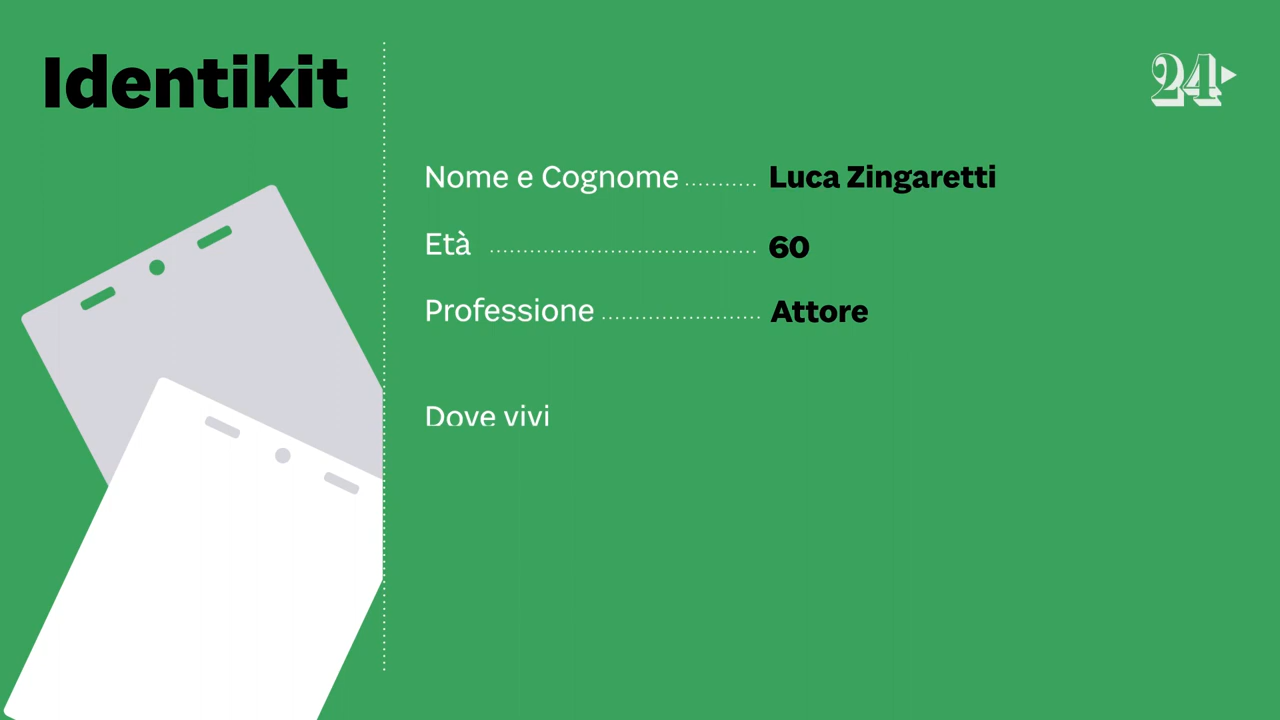 Identikit
24
Nome e Cognome .......... Luca Zingaretti
Età .......... 60
Professione .......... Attore
Dove vivi